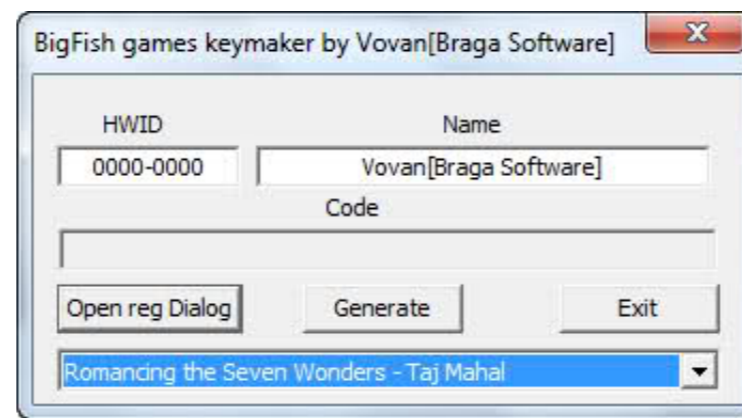 BigFish games keymaker by Vovan[Braga Software]
HWID Name
0000-0000 Vovan[Braga Software]
Code
Open reg Dialog Generate Exit
Romancing the Seven Wonders - Taj Mahal